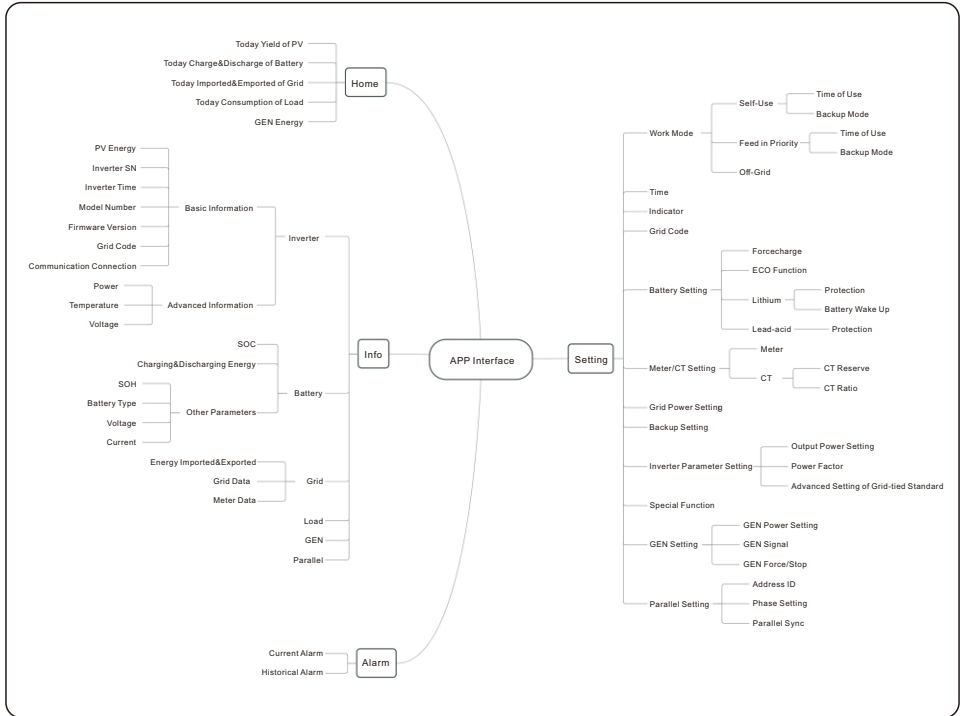 Today Yield of PV
Today Charge&Discharge of Battery
Today Imported&Emported of Grid
Today Consumption of Load
GEN Energy
Home
PV Energy
Inverter SN
Inverter Time
Model Number
Firmware Version
Grid Code
Communication Connection
Basic Information
Power
Temperature
Voltage
Advanced Information
Inverter
SOC
Charging&Discharging Energy
SOH
Battery Type
Voltage
Current
Other Parameters
Battery
Energy Imported&Exported
Grid Data
Meter Data
Grid
Load
GEN
Parallel
Info
Current Alarm
Historical Alarm
Alarm
APP Interface
Setting
Work Mode
Self-Use
Time of Use
Backup Mode
Feed in Priority
Time of Use
Backup Mode
Off-Grid
Time
Indicator
Grid Code
Battery Setting
Forcecharge
ECO Function
Lithium
Protection
Battery Wake Up
Lead-acid
Protection
Meter/CT Setting
Meter
CT
CT Reserve
CT Ratio
Grid Power Setting
Backup Setting
Inverter Parameter Setting
Output Power Setting
Power Factor
Advanced Setting of Grid-tied Standard
Special Function
GEN Setting
GEN Power Setting
GEN Signal
GEN Force/Stop
Parallel Setting
Address ID
Phase Setting
Parallel Sync